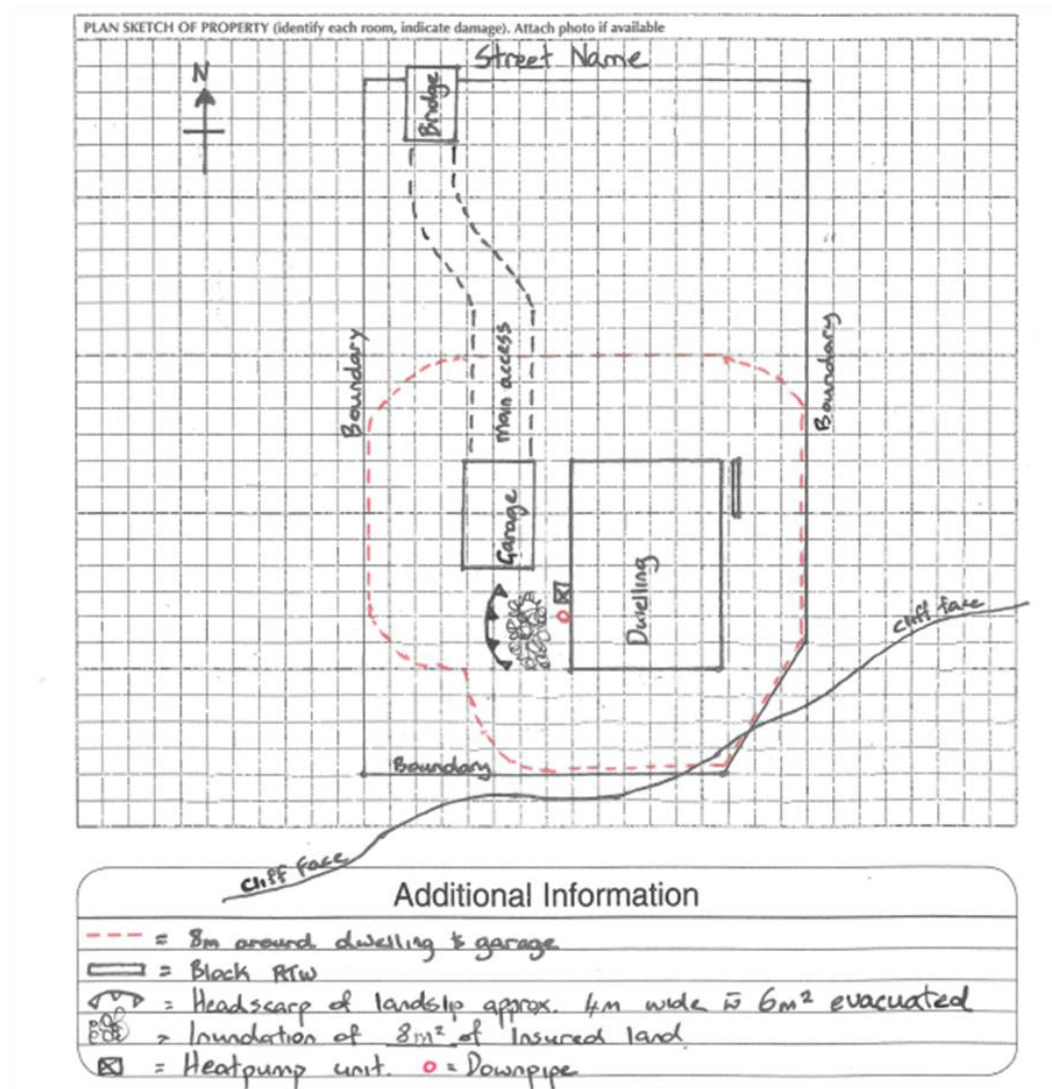 PLAN SKETCH OF PROPERTY (identify each room, indicate damage). Attach photo if available
Street Name
N
Bridge
Boundary
main access
Boundary
Garage
Dwelling
cliff face
Boundary
cliff face
Additional Information
= 8m around dwelling & garage
= Block RTW
= Headscarp of landslip approx. 4m wide w̄ 6m² evacuated
= Inundation of 8m² of Insured land
= Heatpump unit. = Downpipe